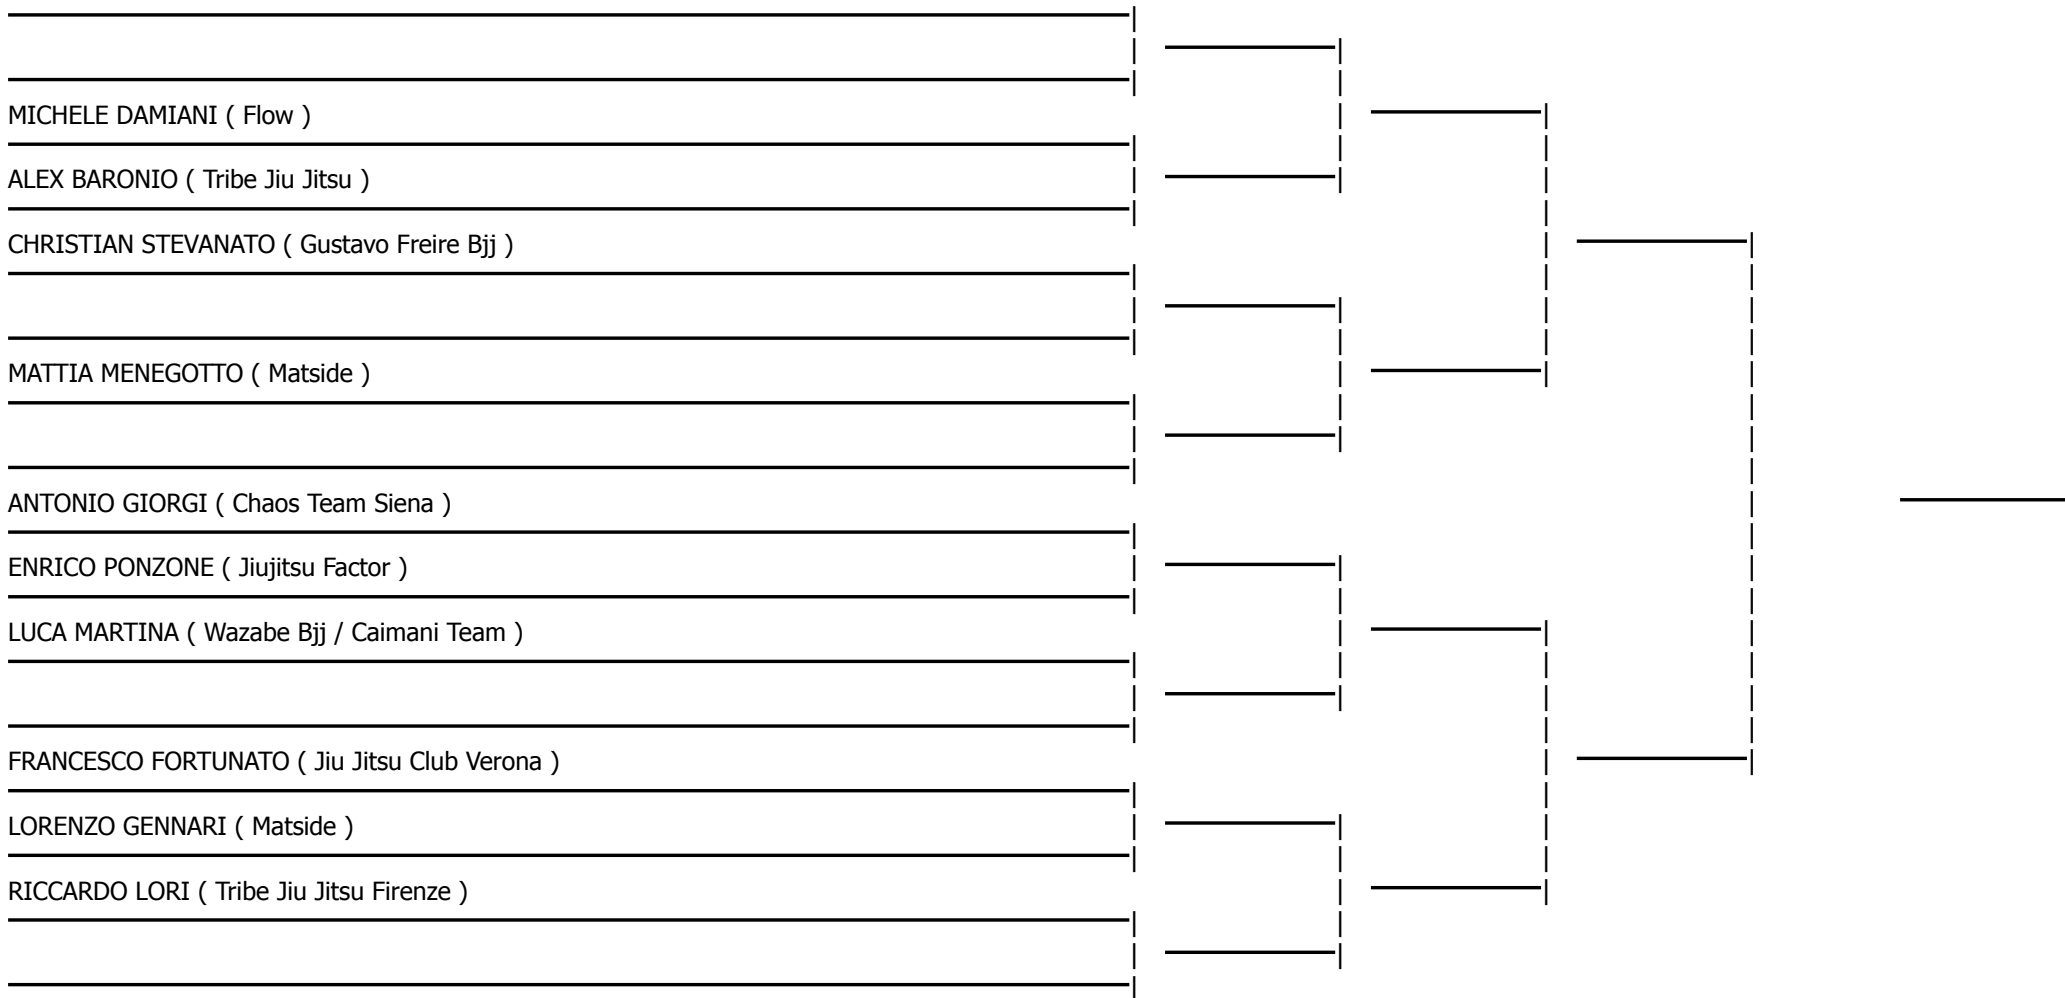 MICHELE DAMIANI ( Flow )
ALEX BARONIO ( Tribe Jiu Jitsu )
CHRISTIAN STEVANATO ( Gustavo Freire Bjj )
MATTIA MENEGOTTO ( Matside )
ANTONIO GIORGI ( Chaos Team Siena )
ENRICO PONZONE ( Jiujitsu Factor )
LUCA MARTINA ( Wazabe Bjj / Caimani Team )
FRANCESCO FORTUNATO ( Jiu Jitsu Club Verona )
LORENZO GENNARI ( Matside )
RICCARDO LORI ( Tribe Jiu Jitsu Firenze )